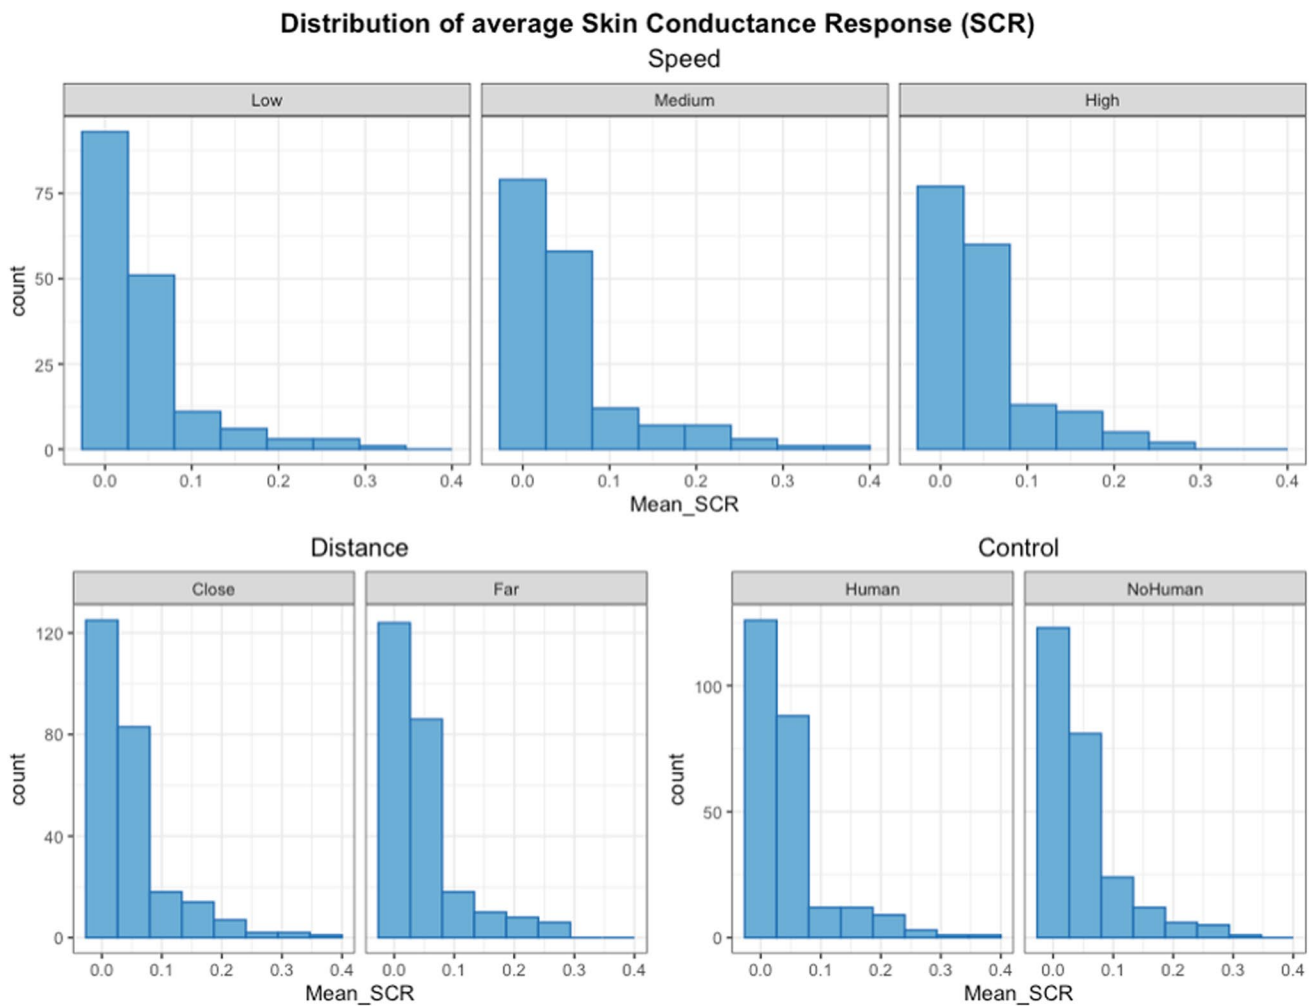 Distribution of average Skin Conductance Response (SCR)
Speed
Low Medium High
75
50
25
0
count
0.0 0.1 0.2 0.3 0.4 0.0 0.1 0.2 0.3 0.4 0.0 0.1 0.2 0.3 0.4
Mean_SCR
Distance
Close Far
120
80
40
0
count
0.0 0.1 0.2 0.3 0.4 0.0 0.1 0.2 0.3 0.4
Mean_SCR
Control
Human NoHuman
100
50
0
count
0.0 0.1 0.2 0.3 0.4 0.0 0.1 0.2 0.3 0.4
Mean_SCR